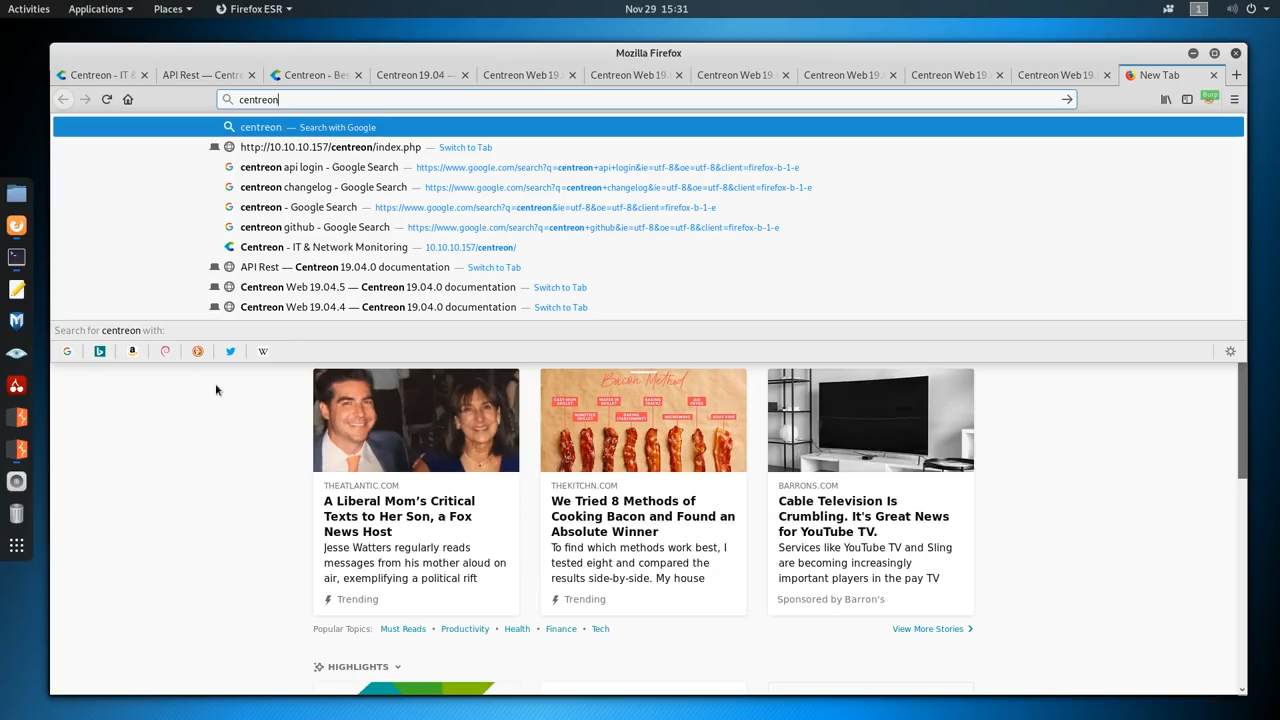 Activities Applications Places Firefox ESR Nov 29 15:31 1
Mozilla Firefox
Centreon - IT & API Rest — Centre Centreon - Bes Centreon 19.04 — Centreon Web 19. Centreon Web 19. Centreon Web 19. Centreon Web 19. Centreon Web 19. Centreon Web 19. New Tab
centreon Burp
centreon — Search with Google
http://10.10.10.157/centreon/index.php — Switch to Tab
centreon api login - Google Search — https://www.google.com/search?q=centreon+api+login&ie=utf-8&oe=utf-8&client=firefox-b-1-e
centreon changelog - Google Search — https://www.google.com/search?q=centreon+changelog&ie=utf-8&oe=utf-8&client=firefox-b-1-e
centreon - Google Search — https://www.google.com/search?q=centreon&ie=utf-8&oe=utf-8&client=firefox-b-1-e
centreon github - Google Search — https://www.google.com/search?q=centreon+github&ie=utf-8&oe=utf-8&client=firefox-b-1-e
Centreon - IT & Network Monitoring — 10.10.10.157/centreon/
API Rest — Centreon 19.04.0 documentation — Switch to Tab
Centreon Web 19.04.5 — Centreon 19.04.0 documentation — Switch to Tab
Centreon Web 19.04.4 — Centreon 19.04.0 documentation — Switch to Tab
Search for centreon with:
Bacon Method
THEATLANTIC.COM
A Liberal Mom’s Critical
Texts to Her Son, a Fox
News Host
Jesse Watters regularly reads
messages from his mother aloud on
air, exemplifying a political rift
Trending
THEKITCHN.COM
We Tried 8 Methods of
Cooking Bacon and Found an
Absolute Winner
To find which methods work best, I
tested eight and compared the
results side-by-side. My house
Trending
BARRONS.COM
Cable Television Is
Crumbling. It's Great News
for YouTube TV.
Services like YouTube TV and Sling
are becoming increasingly
important players in the pay TV
Sponsored by Barron's
Popular Topics: Must Reads • Productivity • Health • Finance • Tech View More Stories
HIGHLIGHTS